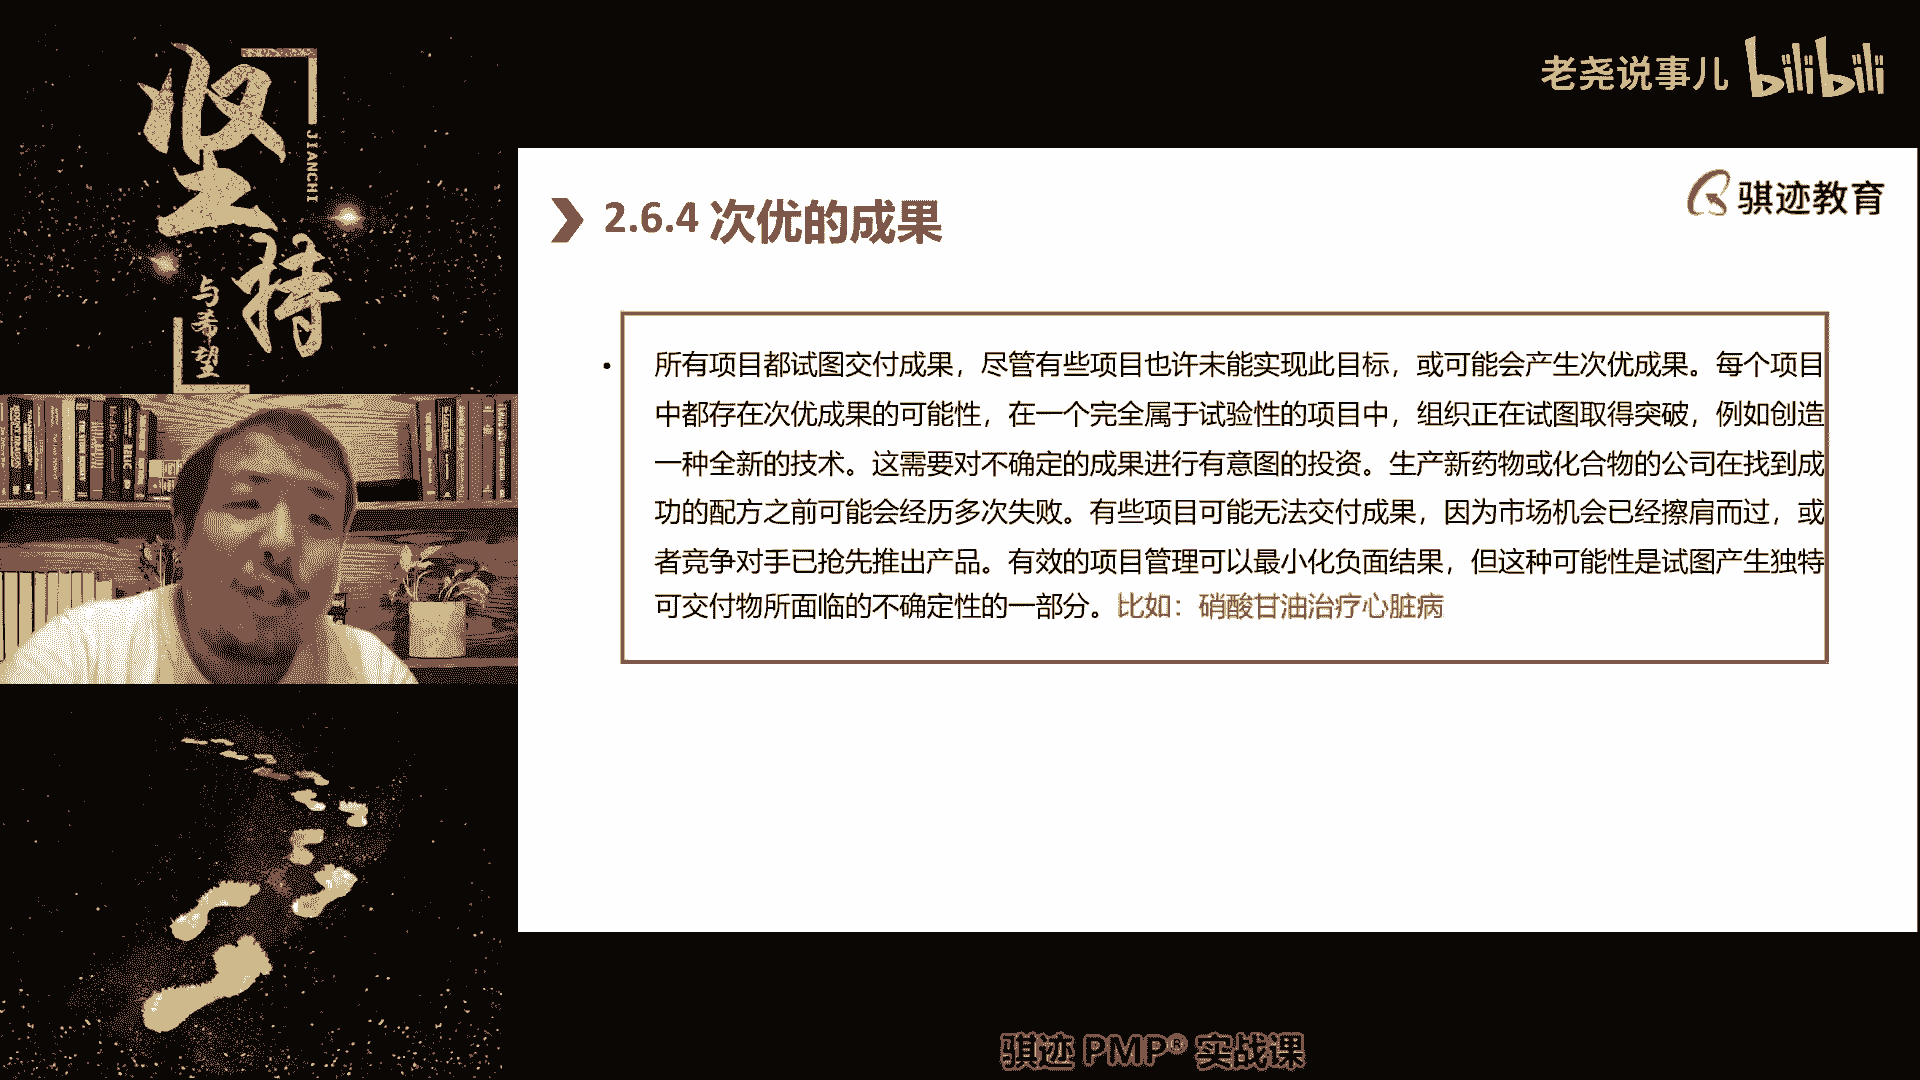 坚持
JIANCHI
与希望
老尧说事儿 bilibili
骐迹教育
2.6.4 次优的成果
• 所有项目都试图交付成果，尽管有些项目也许未能实现此目标，或可能会产生次优成果。每个项目
中都存在次优成果的可能性，在一个完全属于试验性的项目中，组织正在试图取得突破，例如创造
一种全新的技术。这需要对不确定的成果进行有意图的投资。生产新药物或化合物的公司在找到成
功的配方之前可能会经历多次失败。有些项目可能无法交付成果，因为市场机会已经擦肩而过，或
者竞争对手已抢先推出产品。有效的项目管理可以最小化负面结果，但这种可能性是试图产生独特
可交付物所面临的不确定性的一部分。比如：硝酸甘油治疗心脏病
骐迹 PMP® 实战课